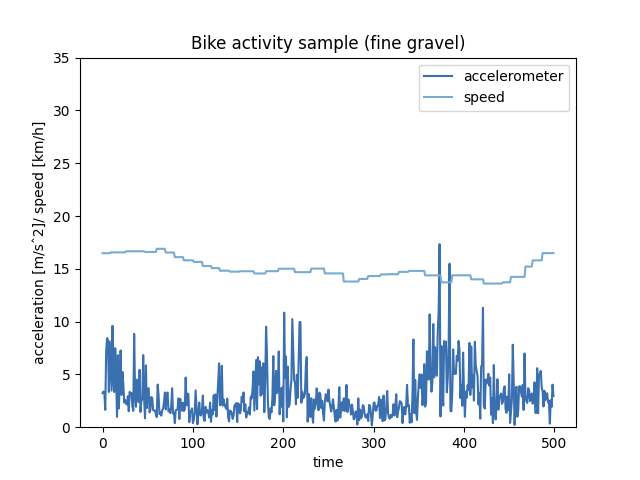 Bike activity sample (fine gravel)
accelerometer
speed
acceleration [m/s^2]/ speed [km/h]
35
30
25
20
15
10
5
0
0 100 200 300 400 500
time